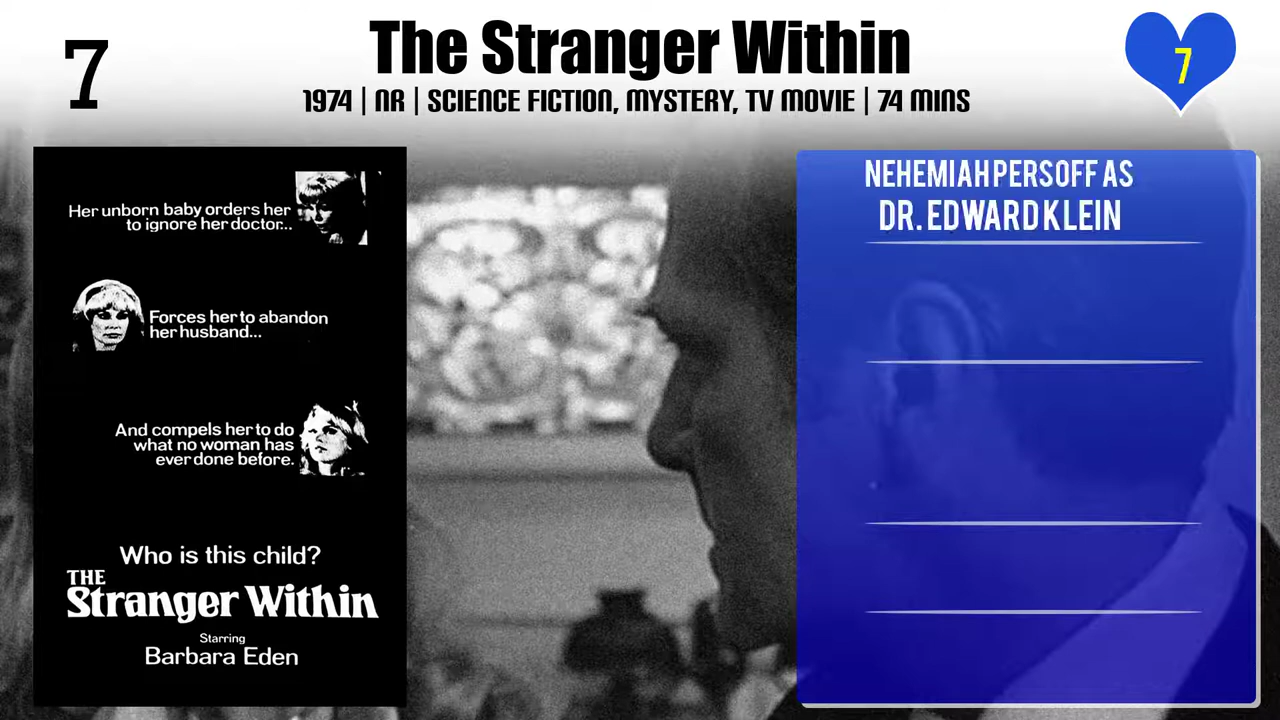 7
The Stranger Within
7
1974 | NR | SCIENCE FICTION, MYSTERY, TV MOVIE | 74 MINS
Her unborn baby orders her
to ignore her doctor...
Forces her to abandon
her husband...
And compels her to do
what no woman has
ever done before.
Who is this child?
THE
Stranger Within
Starring
Barbara Eden
NEHEMIAH PERSOFF AS
DR. EDWARD KLEIN